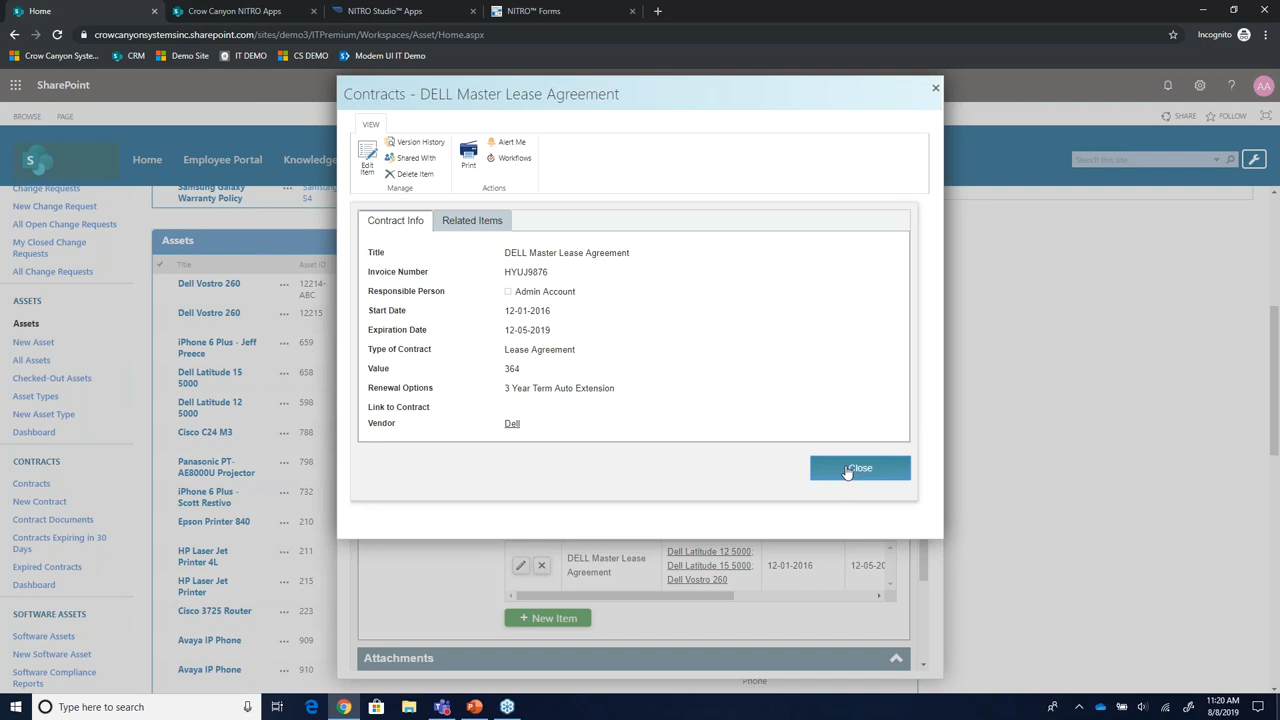 Home
Crow Canyon | NITRO Apps
NITRO Studio™ Apps
NITRO™ Forms
crowcanyonsystemsinc.sharepoint.com/sites/demo3/ITPremium/Workspaces/Asset/Home.aspx
Incognito
Crow Canyon Syste...
CRM
Demo Site
IT DEMO
CS DEMO
Modern UI IT Demo
SharePoint
AA
BROWSE
PAGE
SHARE
FOLLOW
S
Home
Employee Portal
Knowledge
Search this site
Change Requests
New Change Request
All Open Change Requests
My Closed Change
Requests
All Change Requests
ASSETS
Assets
New Asset
All Assets
Checked-Out Assets
Asset Types
New Asset Type
Dashboard
CONTRACTS
Contracts
New Contract
Contract Documents
Contracts Expiring in 30
Days
Expired Contracts
Dashboard
SOFTWARE ASSETS
Software Assets
New Software Asset
Software Compliance
Reports
Samsung Galaxy
Warranty Policy
Samsung
S4
Assets
Title
Asset ID
Dell Vostro 260
12214-
ABC
Dell Vostro 260
12215
iPhone 6 Plus - Jeff
Preece
659
Dell Latitude 15
5000
658
Dell Latitude 12
5000
598
Cisco C24 M3
788
Panasonic PT-
AE8000U Projector
798
iPhone 6 Plus -
Scott Restivo
732
Epson Printer 840
210
HP Laser Jet
Printer 4L
211
HP Laser Jet
Printer
215
Cisco 3725 Router
223
Avaya IP Phone
909
Avaya IP Phone
910
Contracts - DELL Master Lease Agreement
VIEW
Edit
Item
Version History
Shared With
Delete Item
Manage
Print
Alert Me
Workflows
Actions
Contract Info
Related Items
Title
DELL Master Lease Agreement
Invoice Number
HYUJ9876
Responsible Person
Admin Account
Start Date
12-01-2016
Expiration Date
12-05-2019
Type of Contract
Lease Agreement
Value
364
Renewal Options
3 Year Term Auto Extension
Link to Contract
Vendor
Dell
Close
DELL Master Lease
Agreement
Dell Latitude 12 5000;
Dell Latitude 15 5000;
Dell Vostro 260
12-01-2016
12-05-20
+ New Item
Attachments
Phone
Type here to search
11:20 AM
8/8/2019